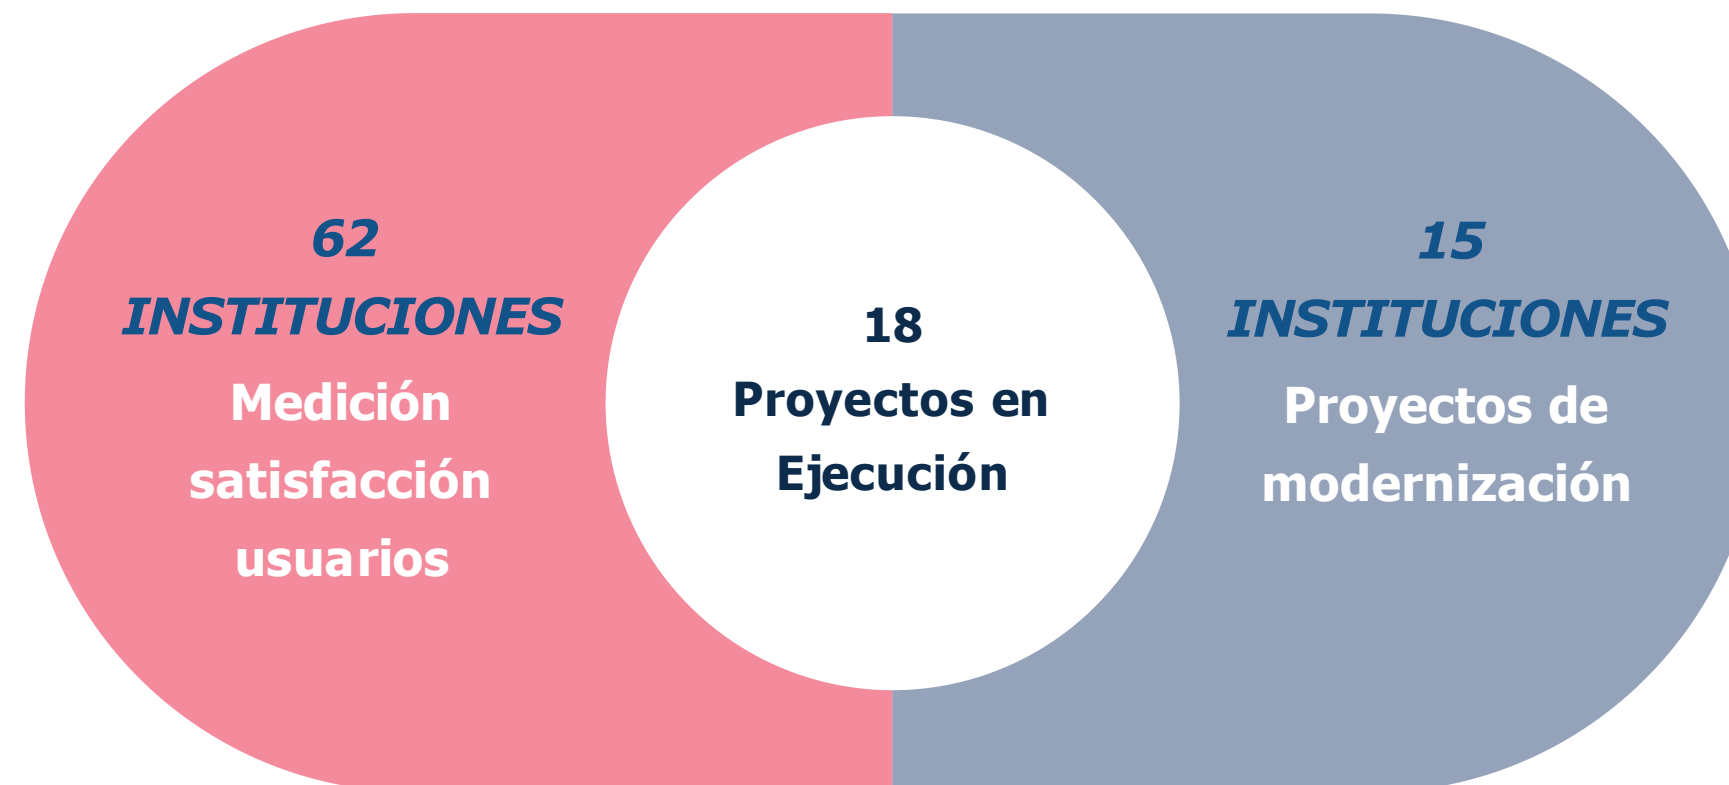 62
INSTITUCIONES
Medición
satisfacción
usuarios
18
Proyectos en
Ejecución
15
INSTITUCIONES
Proyectos de
modernización